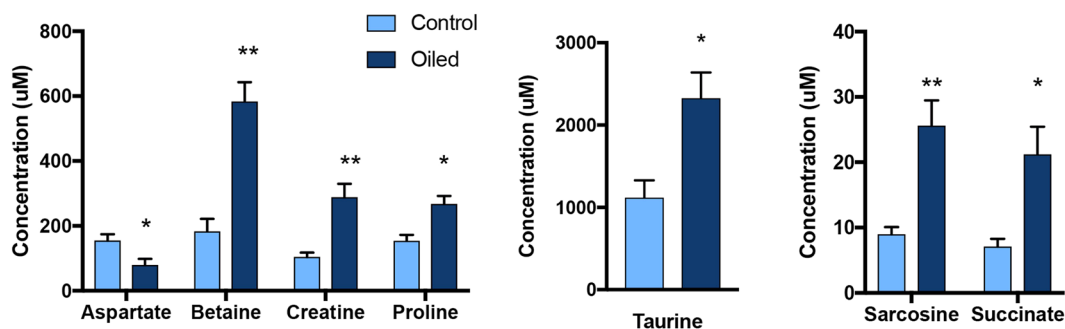 Control
Oiled
Concentration (uM)
800
600
400
200
0
*
**
**
*
Aspartate Betaine Creatine Proline
Concentration (uM)
3000
2000
1000
0
*
Taurine
Concentration (uM)
40
30
20
10
0
**
*
Sarcosine Succinate